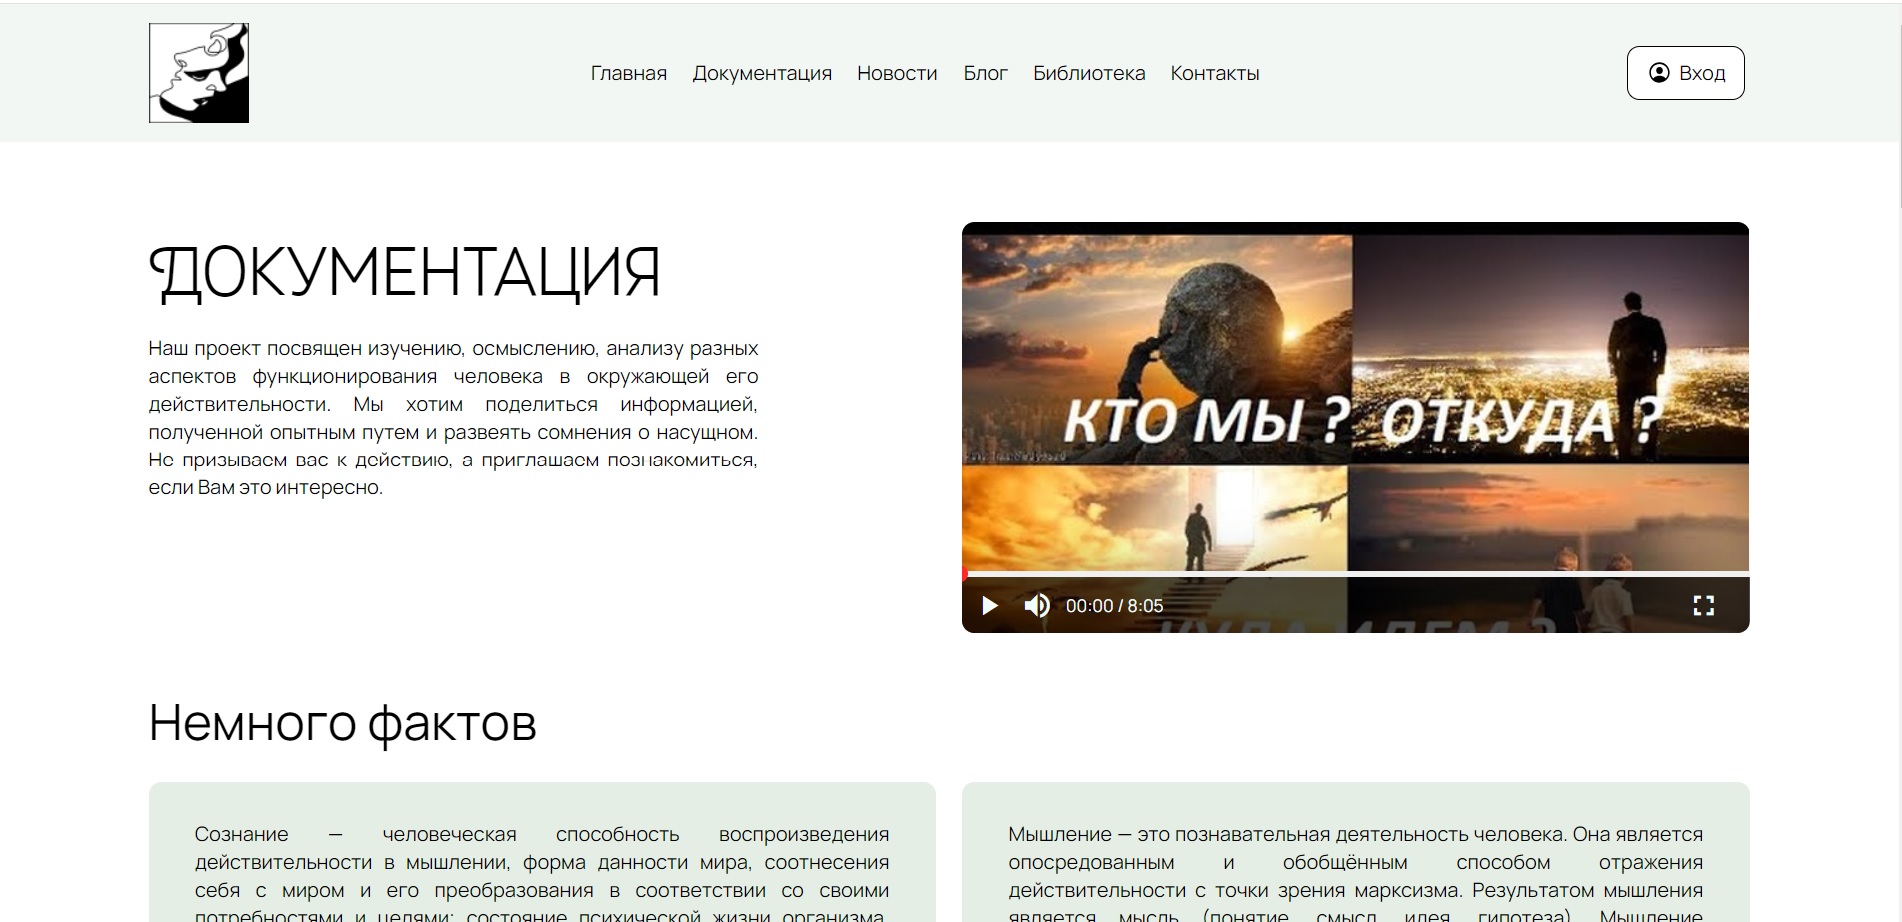 Главная Документация Новости Блог Библиотека Контакты
Вход
ДОКУМЕНТАЦИЯ
Наш проект посвящен изучению, осмыслению, анализу разных
аспектов функционирования человека в окружающей его
действительности. Мы хотим поделиться информацией,
полученной опытным путем и развеять сомнения о насущном.
Не призываем вас к действию, а приглашаем познакомиться,
если Вам это интересно.
КТО МЫ ? ОТКУДА ?
КУДА ИДЕМ ?
00:00 / 8:05
Немного фактов
Сознание — человеческая способность воспроизведения
действительности в мышлении, форма данности мира, соотнесения
себя с миром и его преобразования в соответствии со своими
потребностями и целями; состояние психической жизни организма,
Мышление — это познавательная деятельность человека. Она является
опосредованным и обобщённым способом отражения
действительности с точки зрения марксизма. Результатом мышления
является мысль (понятие, смысл, идея, гипотеза). Мышление